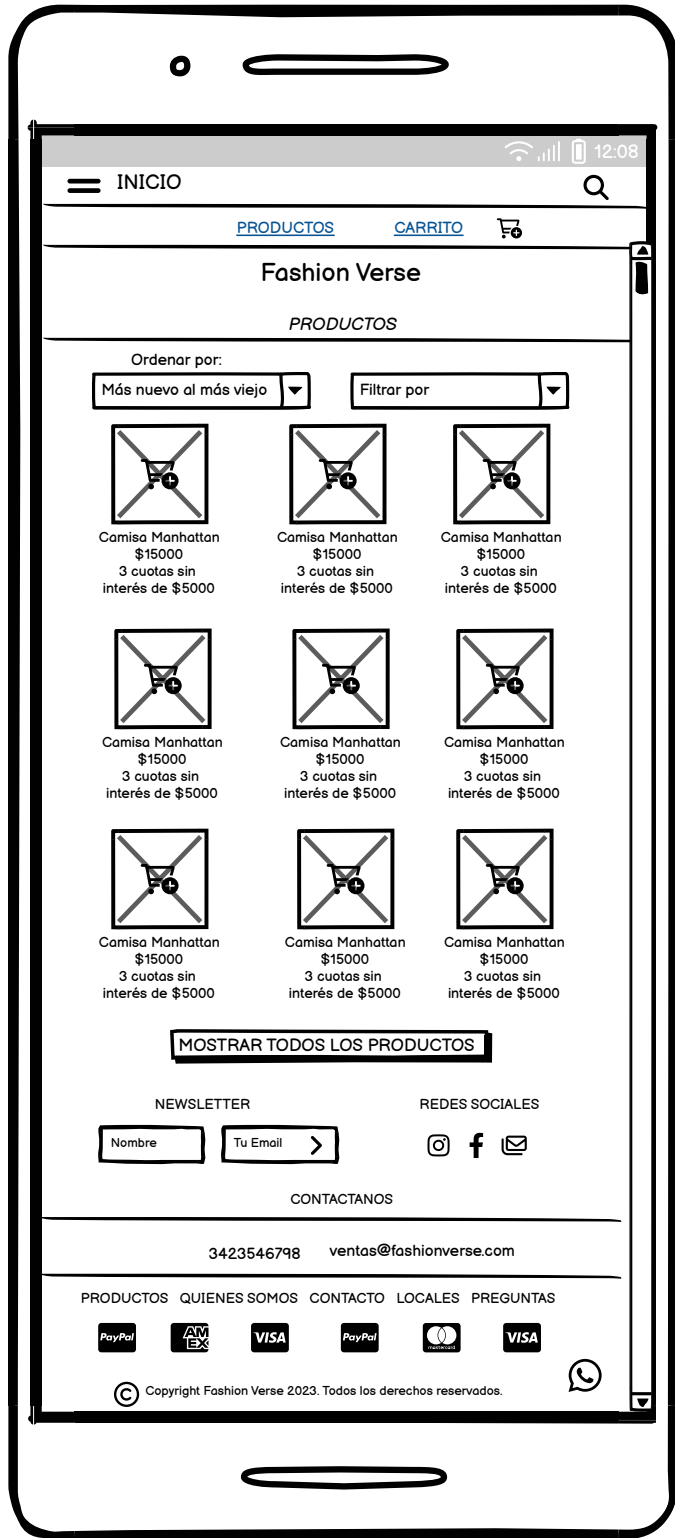 12:08
INICIO
PRODUCTOS CARRITO
Fashion Verse
PRODUCTOS
Ordenar por:
Más nuevo al más viejo Filtrar por
Camisa Manhattan
$15000
3 cuotas sin
interés de $5000
Camisa Manhattan
$15000
3 cuotas sin
interés de $5000
Camisa Manhattan
$15000
3 cuotas sin
interés de $5000
Camisa Manhattan
$15000
3 cuotas sin
interés de $5000
Camisa Manhattan
$15000
3 cuotas sin
interés de $5000
Camisa Manhattan
$15000
3 cuotas sin
interés de $5000
Camisa Manhattan
$15000
3 cuotas sin
interés de $5000
Camisa Manhattan
$15000
3 cuotas sin
interés de $5000
Camisa Manhattan
$15000
3 cuotas sin
interés de $5000
MOSTRAR TODOS LOS PRODUCTOS
NEWSLETTER
Nombre Tu Email
REDES SOCIALES
CONTACTANOS
3423546798 ventas@fashionverse.com
PRODUCTOS QUIENES SOMOS CONTACTO LOCALES PREGUNTAS
PayPal AM EX VISA PayPal mastercard VISA
© Copyright Fashion Verse 2023. Todos los derechos reservados.